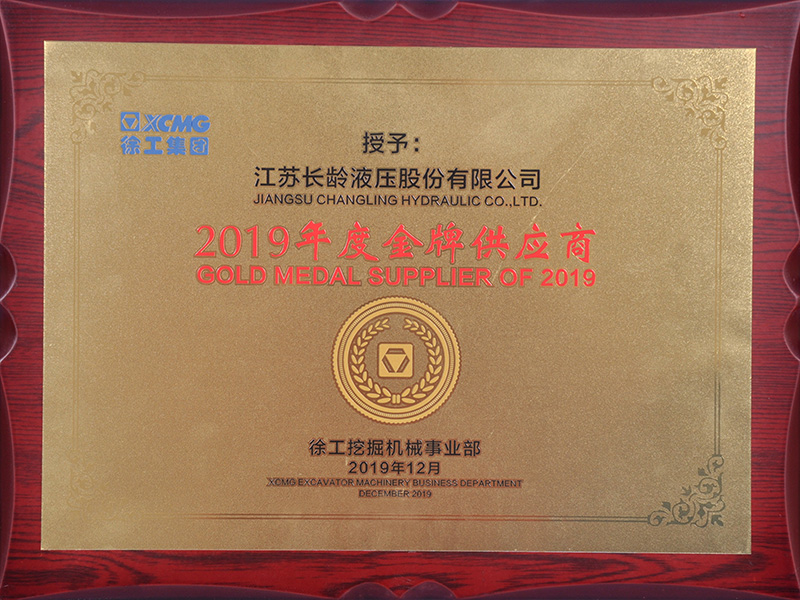 XCMG
徐工集团
授予：
江苏长龄液压股份有限公司
JIANGSU CHANGLING HYDRAULIC CO.,LTD.
2019年度金牌供应商
GOLD MEDAL SUPPLIER OF 2019
徐工挖掘机械事业部
2019年12月
XCMG EXCAVATOR MACHINERY BUSINESS DEPARTMENT
DECEMBER 2019